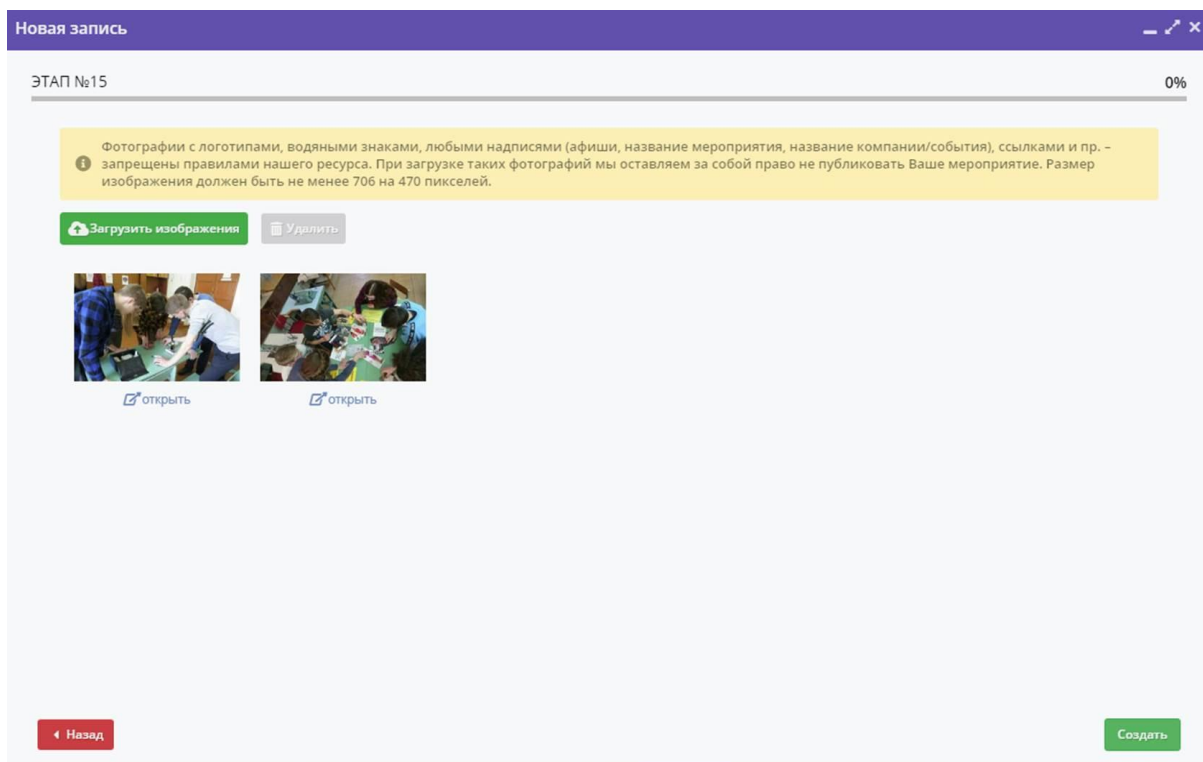 Новая запись
ЭТАП №15
0%
Фотографии с логотипами, водяными знаками, любыми надписями (афиши, название мероприятия, название компании/события), ссылками и пр. –
запрещены правилами нашего ресурса. При загрузке таких фотографий мы оставляем за собой право не публиковать Ваше мероприятие. Размер
изображения должен быть не менее 706 на 470 пикселей.
Загрузить изображения
Удалить
открыть
открыть
Назад
Создать